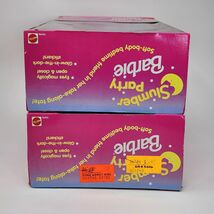 Slumber
Party
Barbie
Soft-body bedtime friend in her take-along tote!
• Eyes magically
open & close!
• Glow-in-the-dark
stickers!
Slumber
Party
Barbie
Soft-body bedtime friend in her take-along tote!
• Eyes magically
open & close!
• Glow-in-the-dark
stickers!